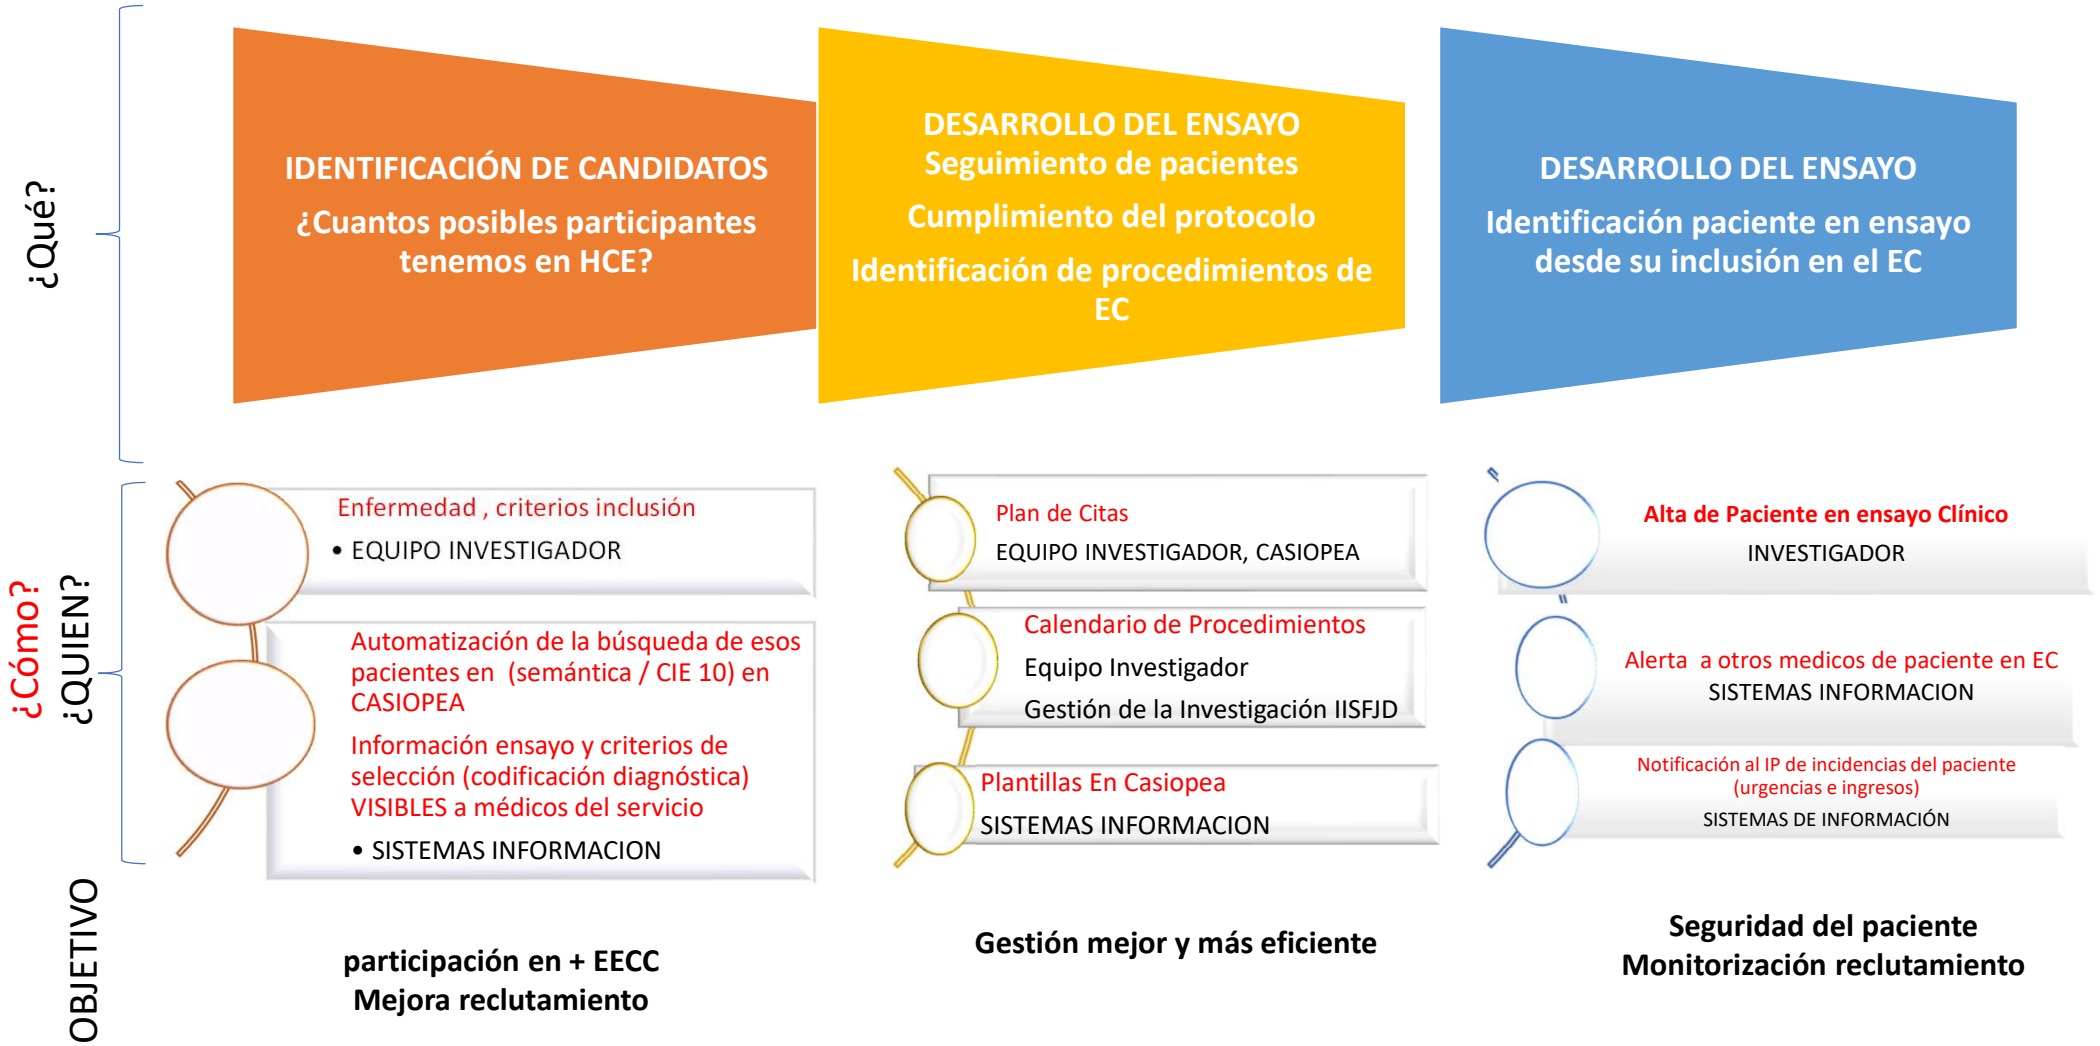 ¿Qué?
IDENTIFICACIÓN DE CANDIDATOS
¿Cuantos posibles participantes
tenemos en HCE?
DESARROLLO DEL ENSAYO
Seguimiento de pacientes
Cumplimiento del protocolo
Identificación de procedimientos de
EC
DESARROLLO DEL ENSAYO
Identificación paciente en ensayo
desde su inclusión en el EC
¿Cómo?
¿QUIEN?
Enfermedad , criterios inclusión
• EQUIPO INVESTIGADOR
Automatización de la búsqueda de esos
pacientes en (semántica / CIE 10) en
CASIOPEA
Información ensayo y criterios de
selección (codificación diagnóstica)
VISIBLES a médicos del servicio
• SISTEMAS INFORMACION
Plan de Citas
EQUIPO INVESTIGADOR, CASIOPEA
Calendario de Procedimientos
Equipo Investigador
Gestión de la Investigación IISFJD
Plantillas En Casiopea
SISTEMAS INFORMACION
Alta de Paciente en ensayo Clínico
INVESTIGADOR
Alerta a otros medicos de paciente en EC
SISTEMAS INFORMACION
Notificación al IP de incidencias del paciente
(urgencias e ingresos)
SISTEMAS DE INFORMACIÓN
OBJETIVO
participación en + EECC
Mejora reclutamiento
Gestión mejor y más eficiente
Seguridad del paciente
Monitorización reclutamiento